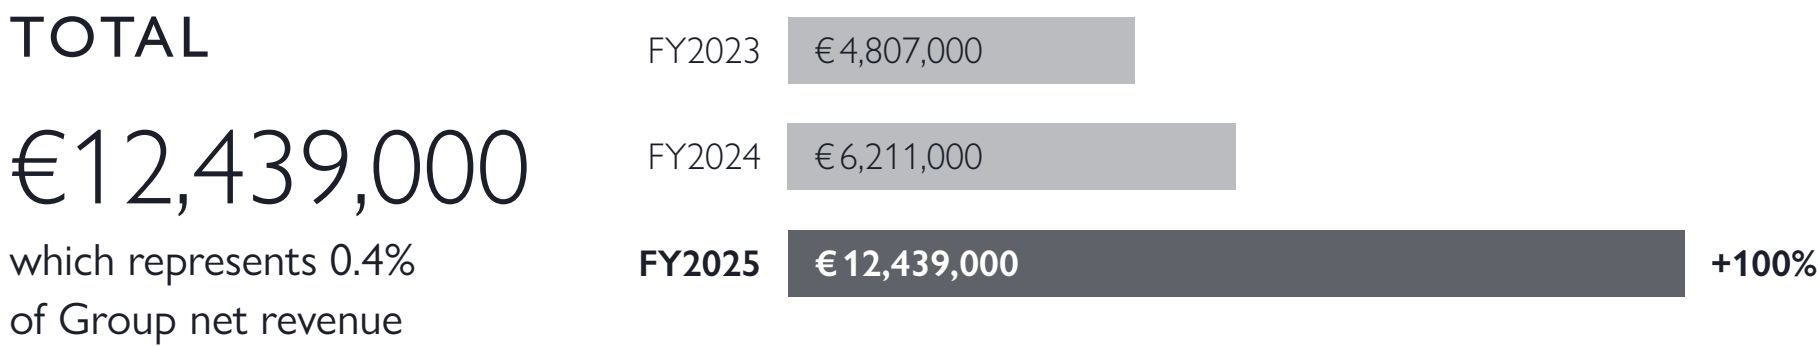 TOTAL
€12,439,000
which represents 0.4%
of Group net revenue
FY2023 €4,807,000
FY2024 €6,211,000
FY2025 €12,439,000 +100%